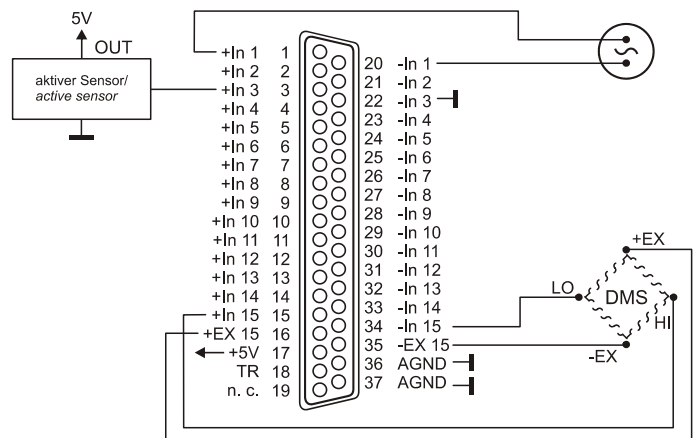 5V
OUT
aktiver Sensor/
active sensor
+In 1 1
+In 2 2
+In 3 3
+In 4 4
+In 5 5
+In 6 6
+In 7 7
+In 8 8
+In 9 9
+In 10 10
+In 11 11
+In 12 12
+In 13 13
+In 14 14
+In 15 15
+EX 15 16
+5V 17
TR 18
n. c. 19
20 -In 1
21 -In 2
22 -In 3
23 -In 4
24 -In 5
25 -In 6
26 -In 7
27 -In 8
28 -In 9
29 -In 10
30 -In 11
31 -In 12
32 -In 13
33 -In 14
34 -In 15
35 -EX 15
36 AGND
37 AGND
+EX
LO
DMS
HI
-EX